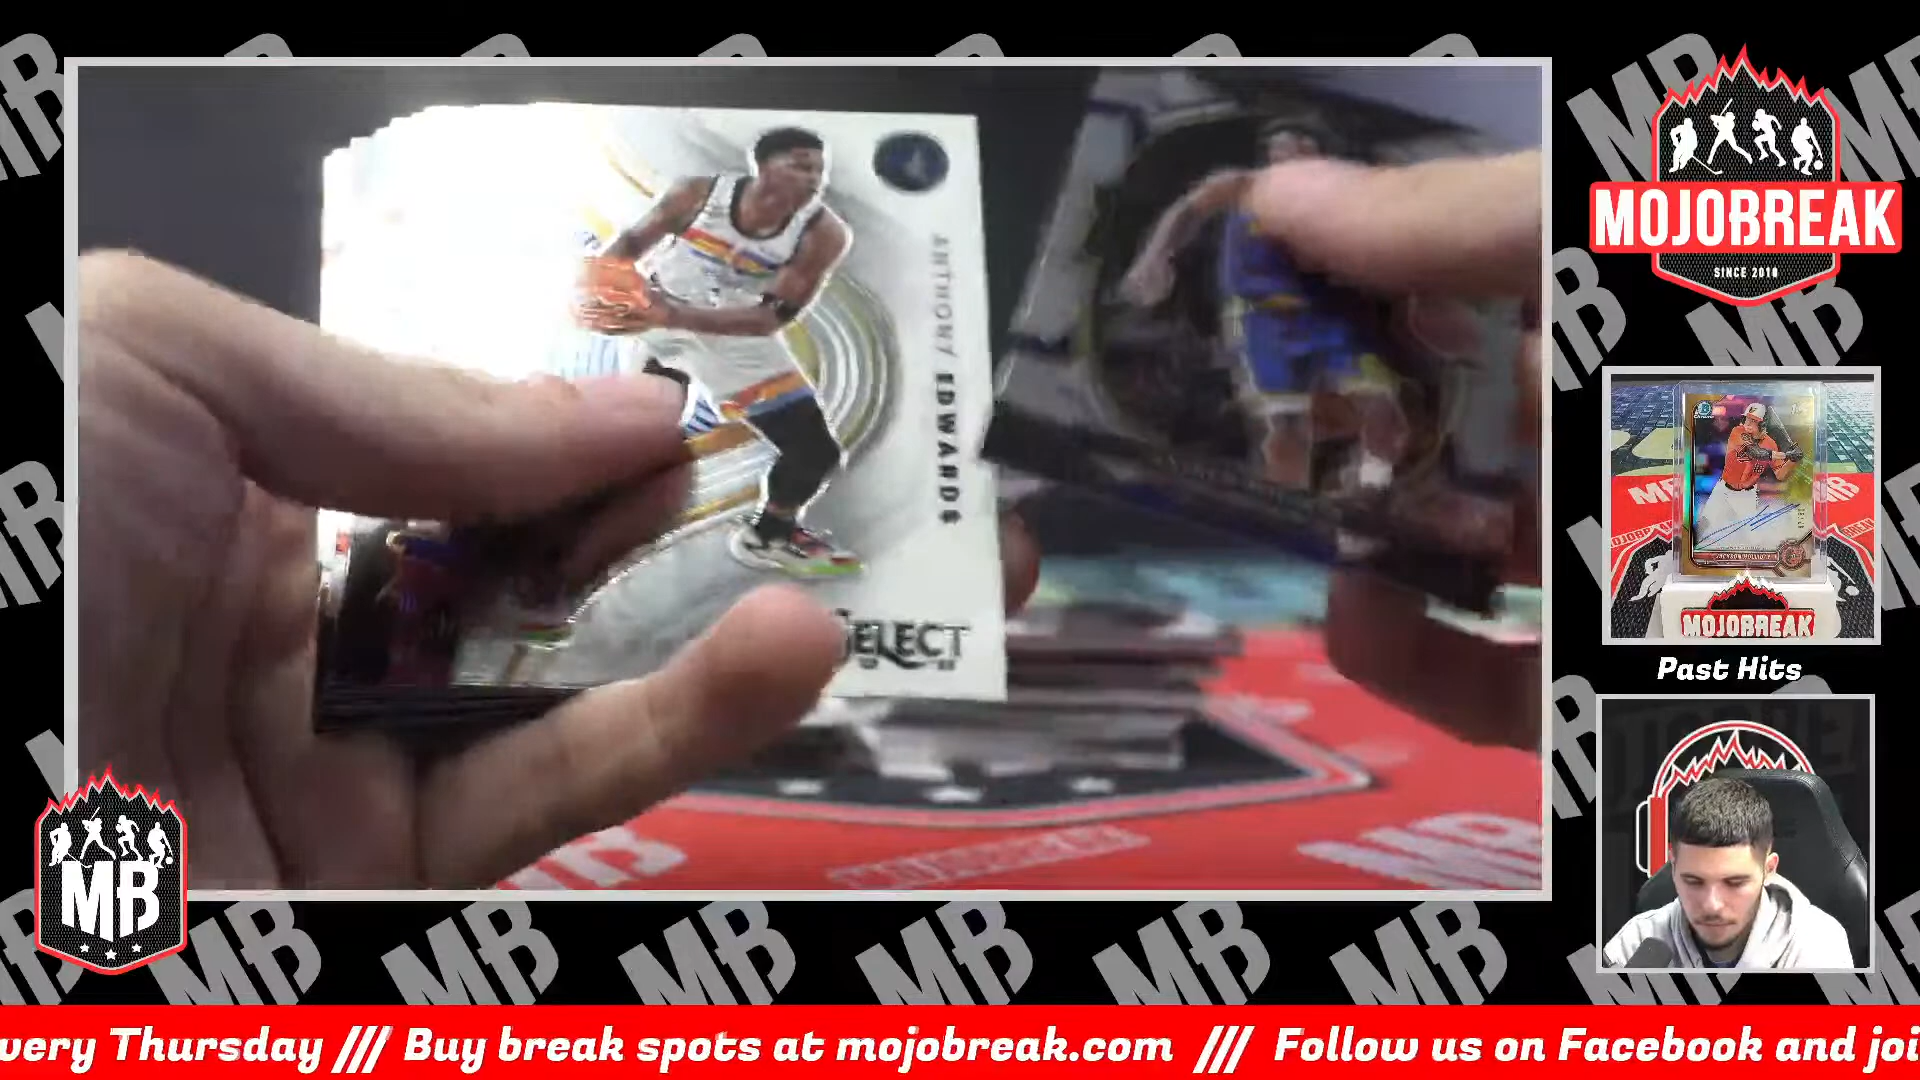 MOJOBREAK
SINCE 2010
ANTHONY EDWARDS
SELECT
MOJOBREAK
Past Hits
MB
very Thursday /// Buy break spots at mojobreak.com /// Follow us on Facebook and joi